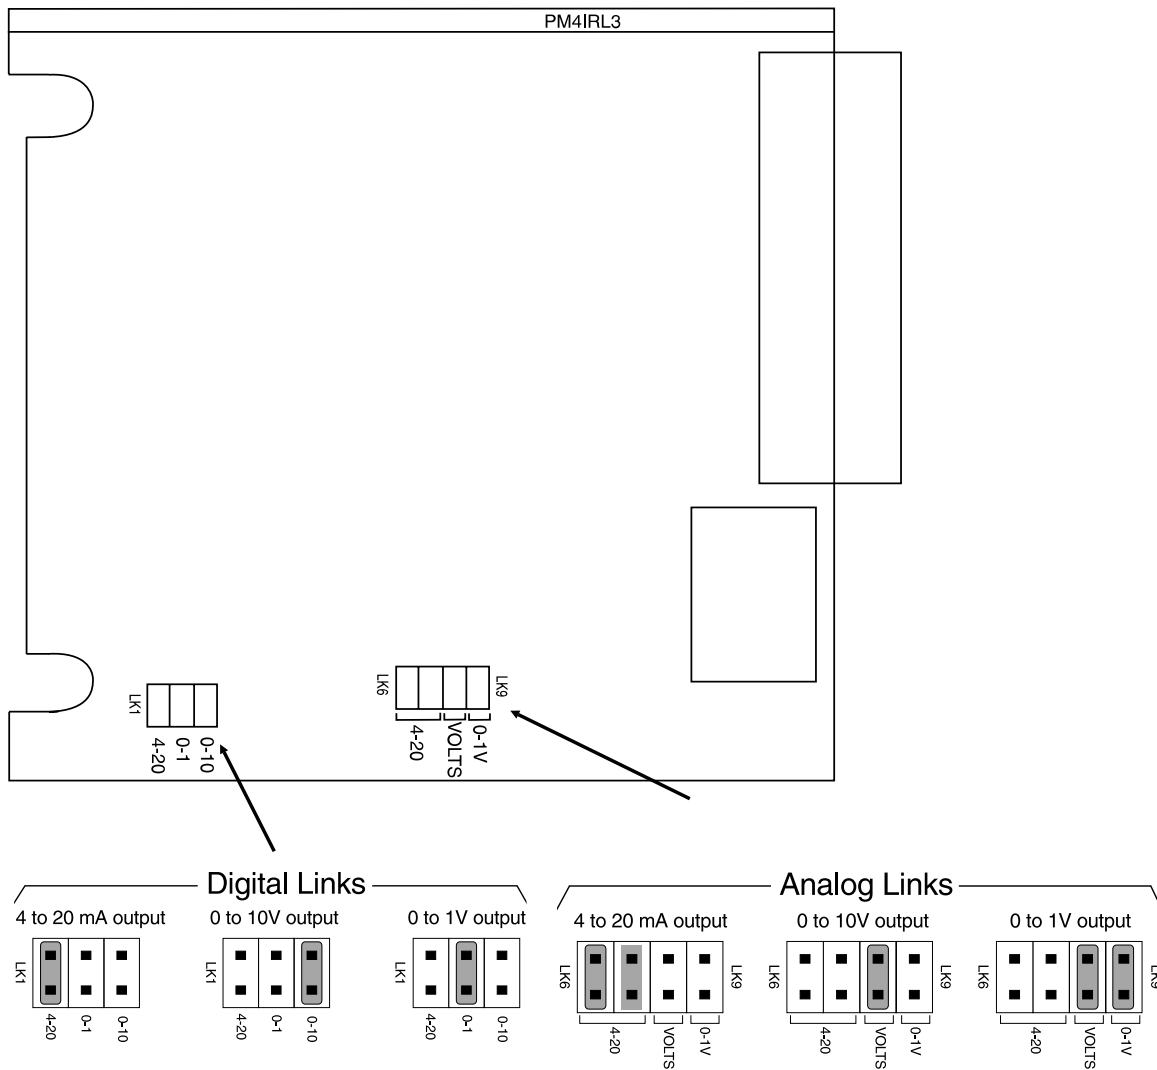 PM4IRL3
LK1
4-20
0-1
0-10
LK6
LK9
4-20
VOLTS
0-1V
Digital Links
4 to 20 mA output
0 to 10V output
0 to 1V output
LK1
4-20
0-1
0-10
LK1
4-20
0-1
0-10
LK1
4-20
0-1
0-10
Analog Links
4 to 20 mA output
0 to 10V output
0 to 1V output
LK6
LK9
4-20
VOLTS
0-1V
LK6
LK9
4-20
VOLTS
0-1V
LK6
LK9
4-20
VOLTS
0-1V